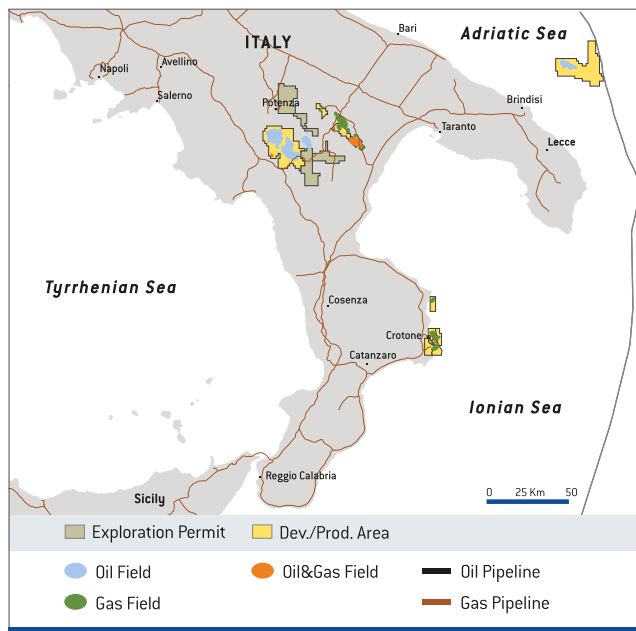 Bari
Adriatic Sea
ITALY
Avellino
Napoli
Salerno
Potenza
Brindisi
Taranto
Lecce
Tyrrhenian Sea
Cosenza
Crotone
Catanzaro
Ionian Sea
Reggio Calabria
Sicily
0 25 Km 50
Exploration Permit Dev./Prod. Area
Oil Field Oil&Gas Field Oil Pipeline
Gas Field Gas Pipeline